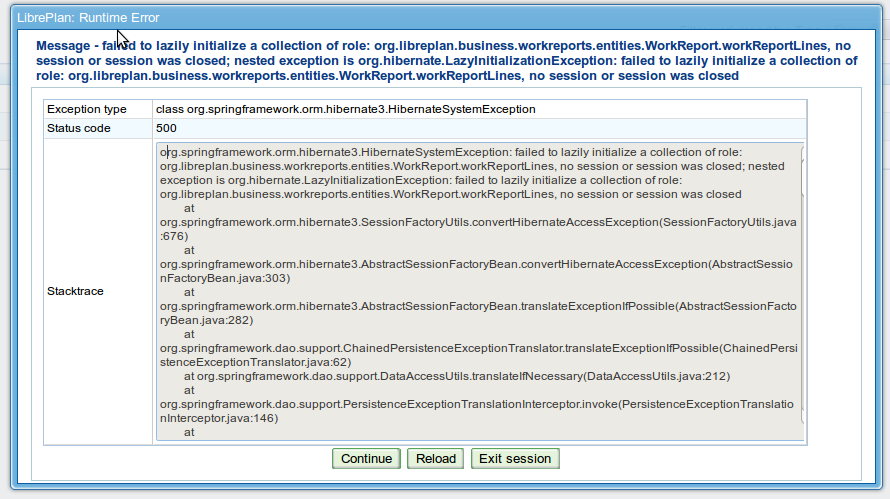 LibrePlan: Runtime Error
Message - failed to lazily initialize a collection of role: org.libreplan.business.workreports.entities.WorkReport.workReportLines, no
session or session was closed; nested exception is org.hibernate.LazyInitializationException: failed to lazily initialize a collection of
role: org.libreplan.business.workreports.entities.WorkReport.workReportLines, no session or session was closed
Exception type class org.springframework.orm.hibernate3.HibernateSystemException
Status code 500
Stacktrace
org.springframework.orm.hibernate3.HibernateSystemException: failed to lazily initialize a collection of role:
org.libreplan.business.workreports.entities.WorkReport.workReportLines, no session or session was closed; nested
exception is org.hibernate.LazyInitializationException: failed to lazily initialize a collection of role:
org.libreplan.business.workreports.entities.WorkReport.workReportLines, no session or session was closed
at
org.springframework.orm.hibernate3.SessionFactoryUtils.convertHibernateAccessException(SessionFactoryUtils.java
:676)
at
org.springframework.orm.hibernate3.AbstractSessionFactoryBean.convertHibernateAccessException(AbstractSessio
nFactoryBean.java:303)
at
org.springframework.orm.hibernate3.AbstractSessionFactoryBean.translateExceptionIfPossible(AbstractSessionFacto
ryBean.java:282)
at
org.springframework.dao.support.ChainedPersistenceExceptionTranslator.translateExceptionIfPossible(ChainedPersi
stenceExceptionTranslator.java:62)
at org.springframework.dao.support.DataAccessUtils.translateIfNecessary(DataAccessUtils.java:212)
at
org.springframework.dao.support.PersistenceExceptionTranslationInterceptor.invoke(PersistenceExceptionTranslatio
nInterceptor.java:146)
at
Continue Reload Exit session